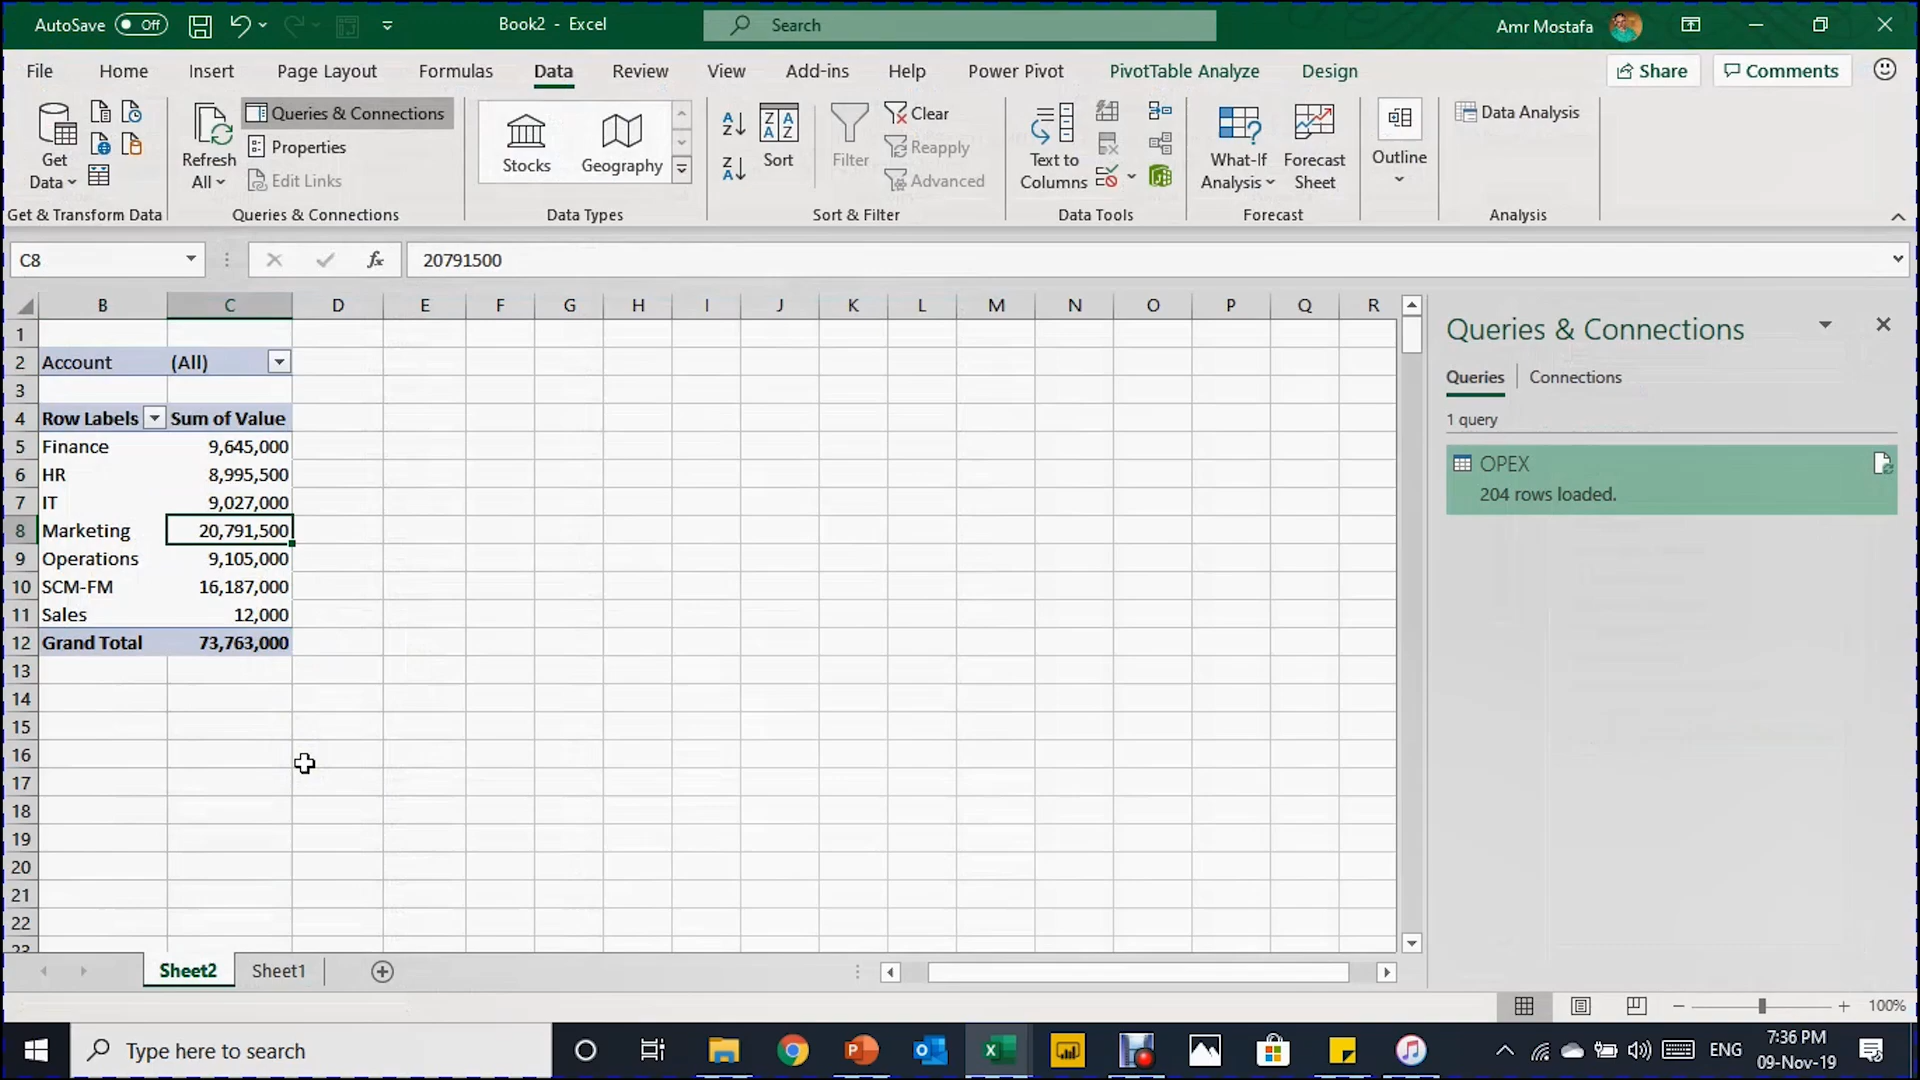 AutoSave Off Book2 - Excel Search Amr Mostafa
File Home Insert Page Layout Formulas Data Review View Add-ins Help Power Pivot PivotTable Analyze Design Share Comments
Get Data
Get & Transform Data
Refresh All
Queries & Connections
Properties
Edit Links
Queries & Connections
Stocks Geography
Data Types
Sort
Filter
Clear
Reapply
Advanced
Sort & Filter
Text to Columns
Data Tools
What-If Analysis
Forecast Sheet
Forecast
Outline
Data Analysis
Analysis
C8 fx 20791500
B C D E F G H I J K L M N O P Q R
1
2 Account (All)
3
4 Row Labels Sum of Value
5 Finance 9,645,000
6 HR 8,995,500
7 IT 9,027,000
8 Marketing 20,791,500
9 Operations 9,105,000
10 SCM-FM 16,187,000
11 Sales 12,000
12 Grand Total 73,763,000
13
14
15
16
17
18
19
20
21
22
23
Queries & Connections
Queries Connections
1 query
OPEX
204 rows loaded.
Sheet2 Sheet1
100%
Type here to search
ENG
7:36 PM
09-Nov-19